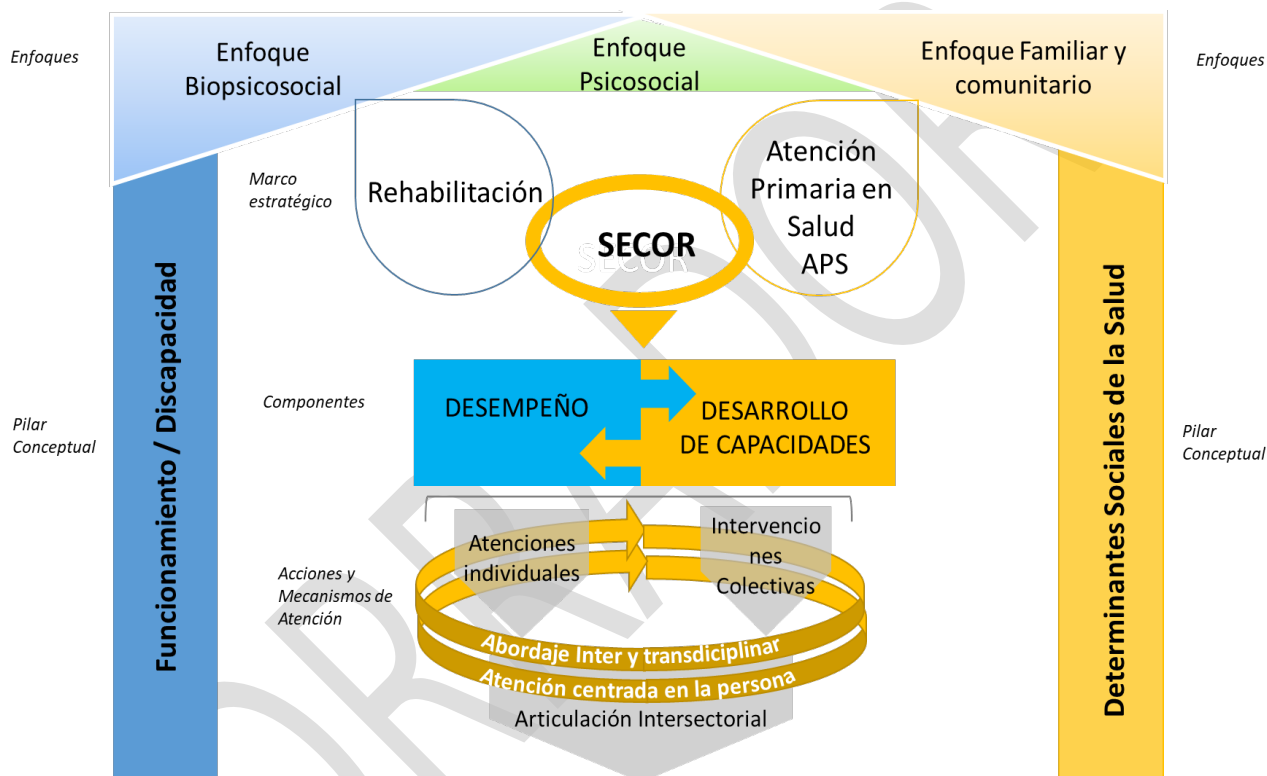 Enfoques
Enfoque
Biopsicosocial
Enfoque
Psicosocial
Enfoque Familiar y
comunitario
Enfoques
Marco
estratégico
Rehabilitación
Atención
Primaria en
Salud
APS
SECOR
SECOR
Funcionamiento / Discapacidad
Determinantes Sociales de la Salud
Componentes
DESEMPEÑO
DESARROLLO
DE CAPACIDADES
Pilar
Conceptual
Pilar
Conceptual
Atenciones
individuales
Intervencio
nes
Colectivas
Acciones y
Mecanismos de
Atención
Abordaje Inter y transdiciplinar
Atención centrada en la persona
Articulación Intersectorial